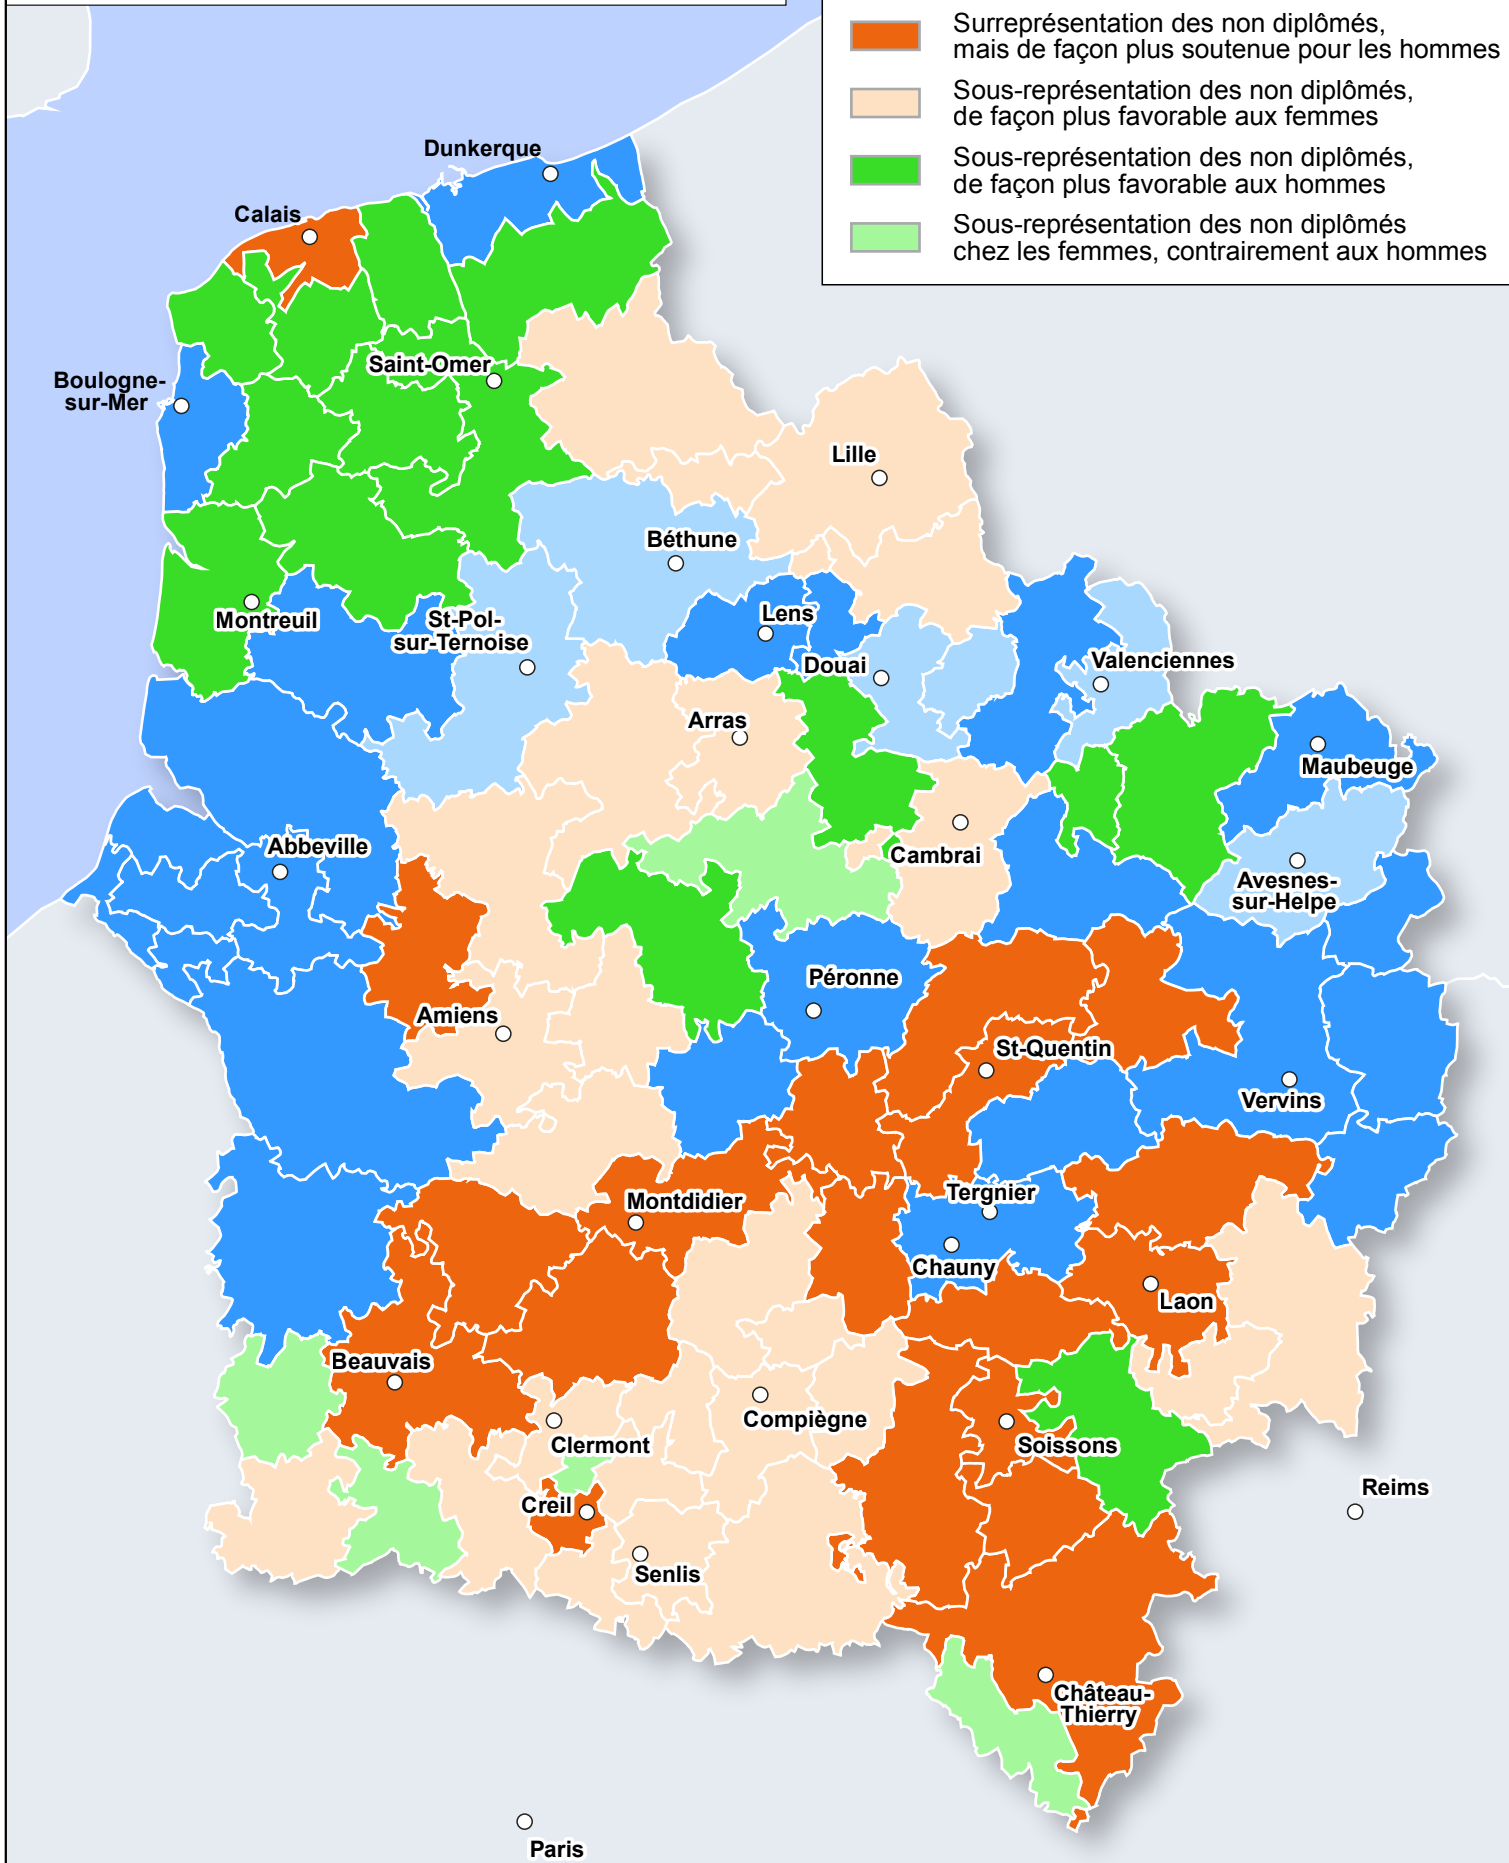 Surreprésentation des non diplômés,
mais de façon plus soutenue pour les hommes
Sous-représentation des non diplômés,
de façon plus favorable aux femmes
Sous-représentation des non diplômés,
de façon plus favorable aux hommes
Sous-représentation des non diplômés
chez les femmes, contrairement aux hommes
Dunkerque
Calais
Saint-Omer
Boulogne-
sur-Mer
Lille
Béthune
Montreuil
St-Pol-
sur-Ternoise
Lens
Douai
Valenciennes
Arras
Maubeuge
Abbeville
Cambrai
Avesnes-
sur-Helpe
Péronne
Amiens
St-Quentin
Vervins
Montdidier
Tergnier
Chauny
Laon
Beauvais
Compiègne
Clermont
Soissons
Creil
Reims
Senlis
Château-
Thierry
Paris